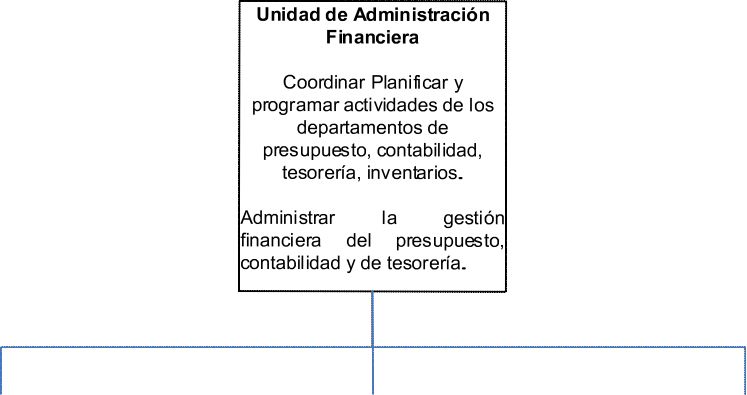 Unidad de Administración
Financiera
Coordinar Planificar y
programar actividades de los
departamentos de
presupuesto, contabilidad,
tesorería, inventarios.
Administrar la gestión
financiera del presupuesto,
contabilidad y de tesorería.